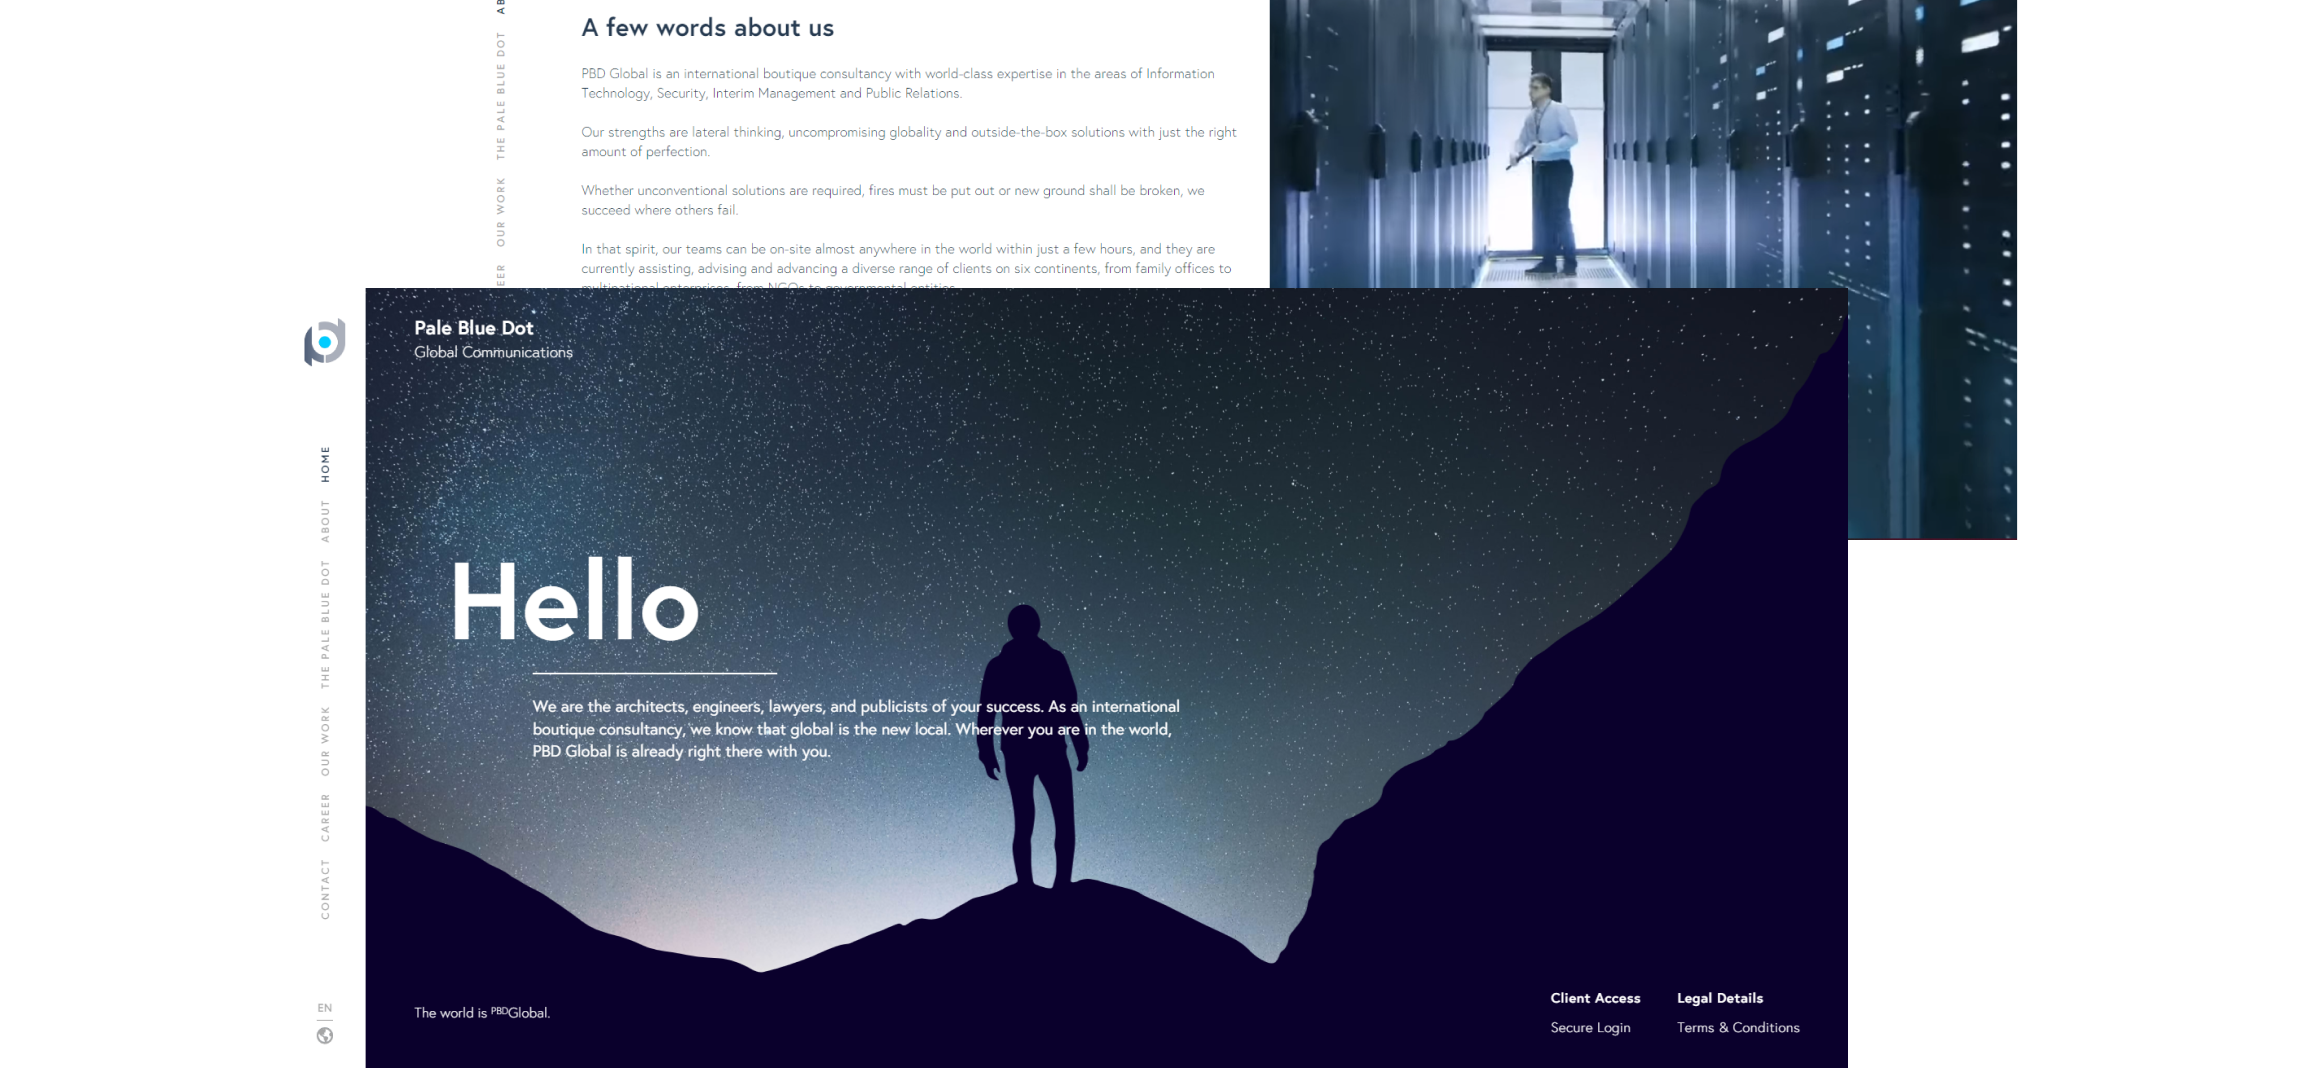 A few words about us
PBD Global is an international boutique consultancy with world-class expertise in the areas of Information
Technology, Security, Interim Management and Public Relations.
Our strengths are lateral thinking, uncompromising globality and outside-the-box solutions with just the right
amount of perfection.
Whether unconventional solutions are required, fires must be put out or new ground shall be broken, we
succeed where others fail.
In that spirit, our teams can be on-site almost anywhere in the world within just a few hours, and they are
currently assisting, advising and advancing a diverse range of clients on six continents, from family offices to
multinational enterprises, from NGOs to governmental entities.
THE PALE BLUE DOT
OUR WORK
Pale Blue Dot
Global Communications
HOME
ABOUT
THE PALE BLUE DOT
OUR WORK
CAREER
CONTACT
EN
Hello
We are the architects, engineers, lawyers, and publicists of your success. As an international
boutique consultancy, we know that global is the new local. Wherever you are in the world,
PBD Global is already right there with you.
The world is PBDGlobal.
Client Access
Secure Login
Legal Details
Terms & Conditions